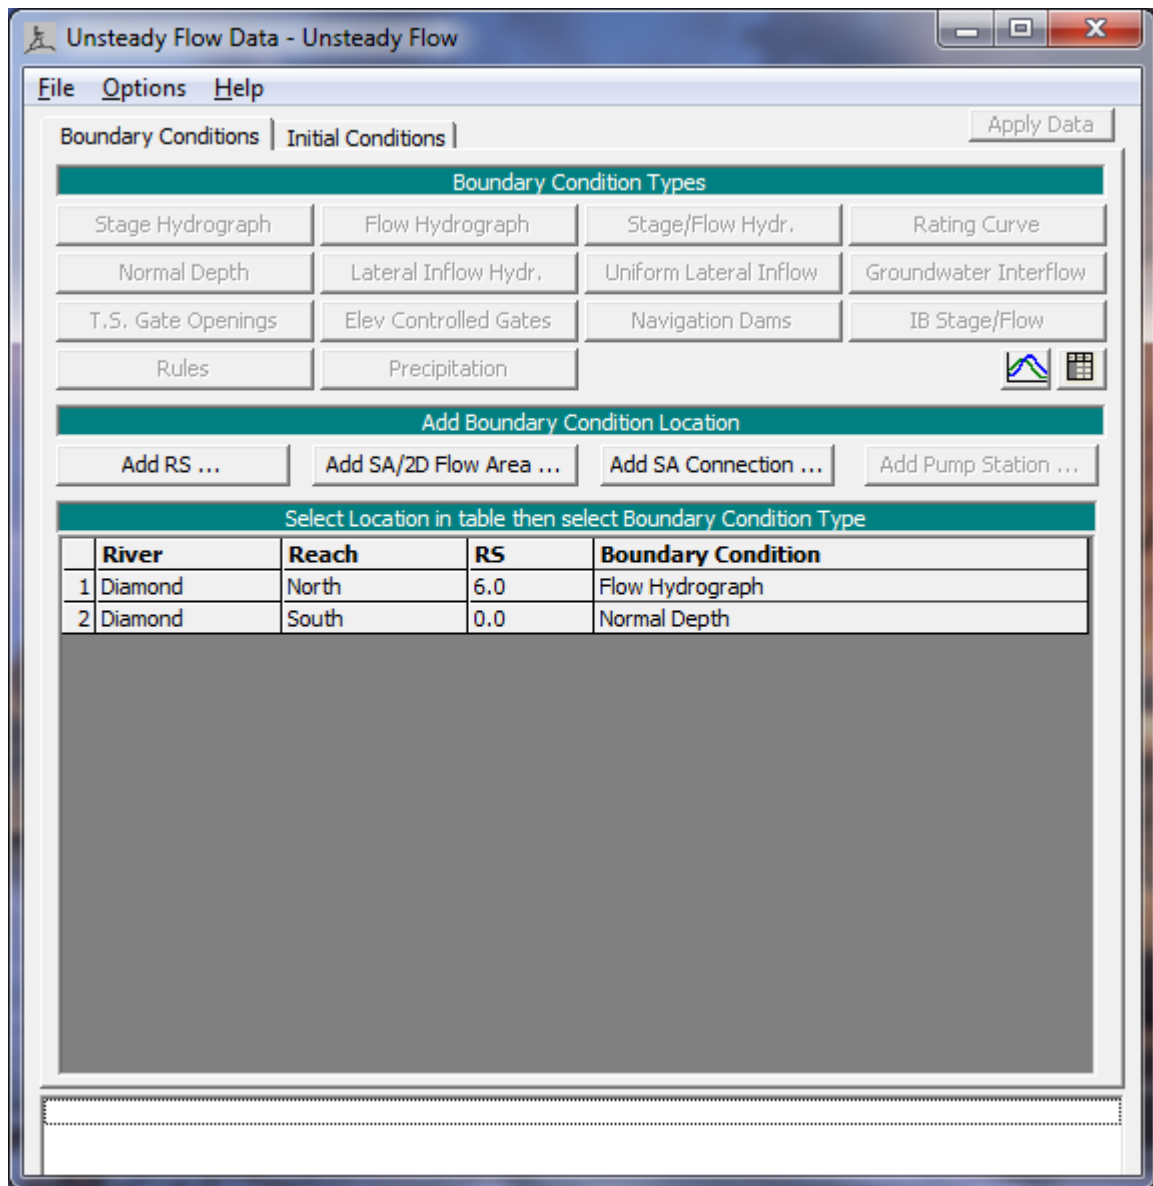 Unsteady Flow Data - Unsteady Flow
File Options Help
Boundary Conditions Initial Conditions Apply Data
Boundary Condition Types
Stage Hydrograph Flow Hydrograph Stage/Flow Hydr. Rating Curve
Normal Depth Lateral Inflow Hydr. Uniform Lateral Inflow Groundwater Interflow
T.S. Gate Openings Elev Controlled Gates Navigation Dams IB Stage/Flow
Rules Precipitation
Add Boundary Condition Location
Add RS ... Add SA/2D Flow Area ... Add SA Connection ... Add Pump Station ...
Select Location in table then select Boundary Condition Type
River Reach RS Boundary Condition
1 Diamond North 6.0 Flow Hydrograph
2 Diamond South 0.0 Normal Depth